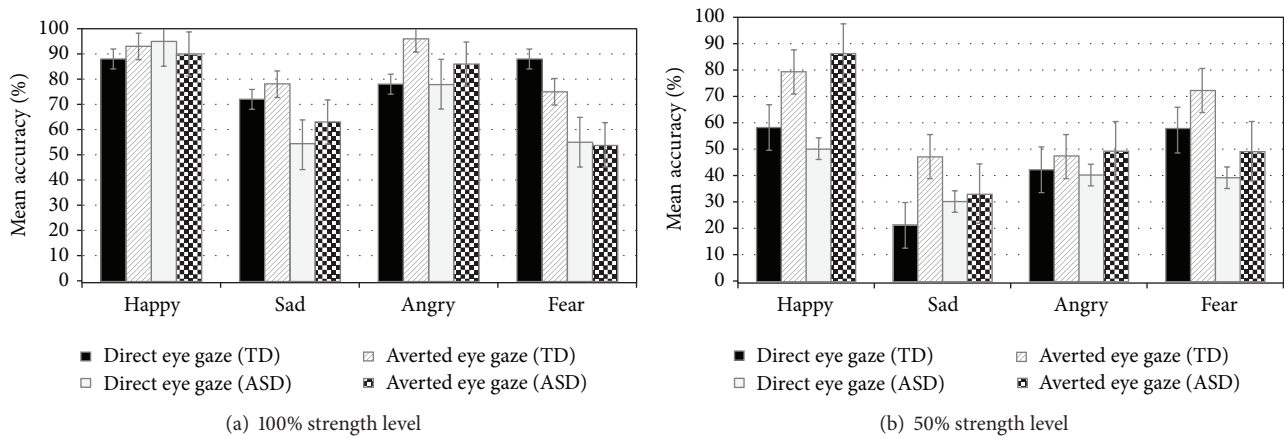 100
90
80
70
60
50
40
30
20
10
0
Mean accuracy (%)
Happy Sad Angry Fear
Direct eye gaze (TD) Averted eye gaze (TD)
Direct eye gaze (ASD) Averted eye gaze (ASD)
(a) 100% strength level
100
90
80
70
60
50
40
30
20
10
0
Mean accuracy (%)
Happy Sad Angry Fear
Direct eye gaze (TD) Averted eye gaze (TD)
Direct eye gaze (ASD) Averted eye gaze (ASD)
(b) 50% strength level